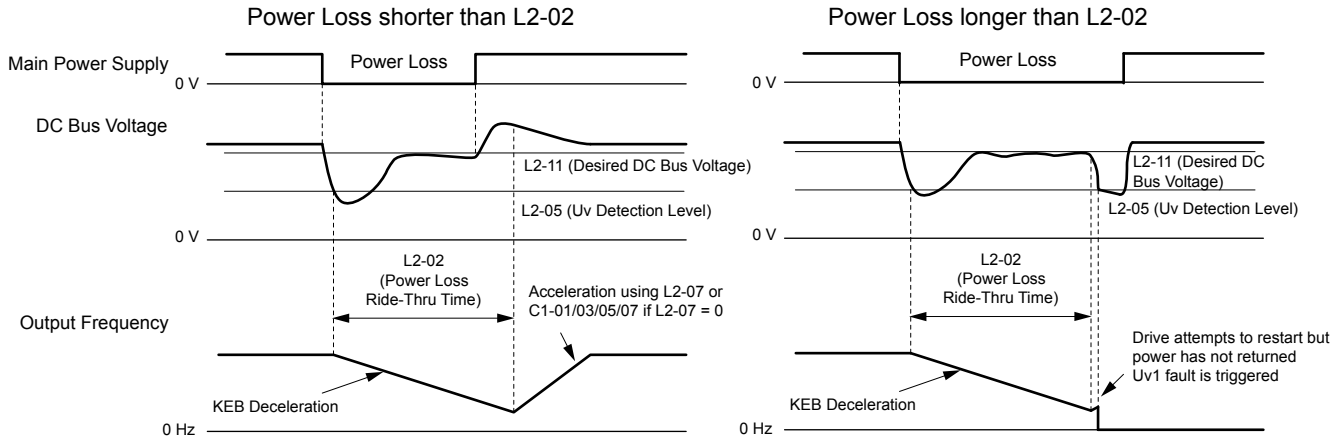 Power Loss shorter than L2-02
Main Power Supply
Power Loss
0 V
DC Bus Voltage
L2-11 (Desired DC Bus Voltage)
L2-05 (Uv Detection Level)
0 V
L2-02
(Power Loss
Ride-Thru Time)
Acceleration using L2-07 or
C1-01/03/05/07 if L2-07 = 0
Output Frequency
KEB Deceleration
0 Hz
Power Loss longer than L2-02
Power Loss
0 V
L2-11 (Desired DC
Bus Voltage)
L2-05 (Uv Detection Level)
0 V
L2-02
(Power Loss
Ride-Thru Time)
Drive attempts to restart but
power has not returned
Uv1 fault is triggered
KEB Deceleration
0 Hz